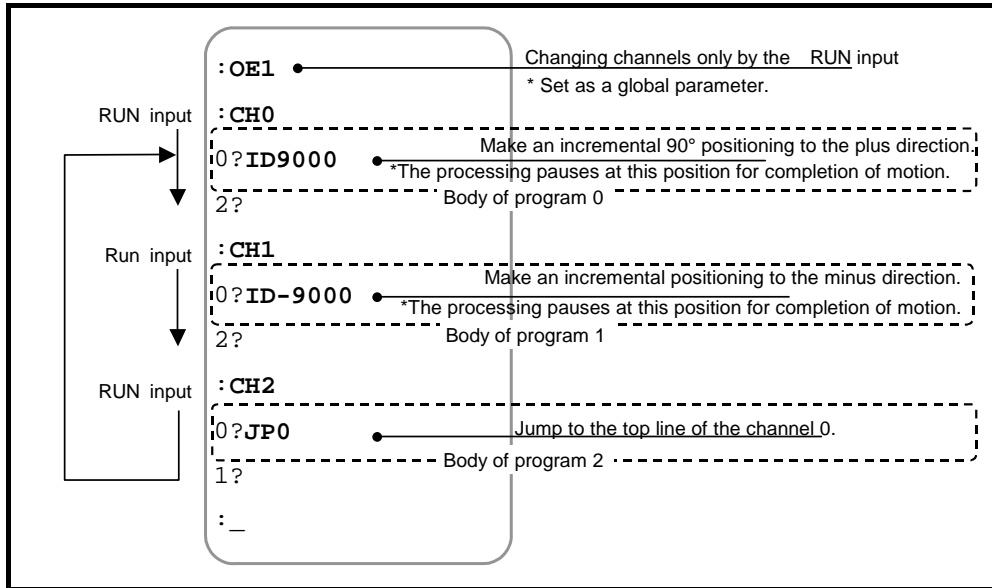 :OE1
Changing channels only by the RUN input
* Set as a global parameter.
RUN input
:CH0
0?ID9000
Make an incremental 90° positioning to the plus direction.
*The processing pauses at this position for completion of motion.
Body of program 0
2?
Run input
:CH1
0?ID-9000
Make an incremental positioning to the minus direction.
*The processing pauses at this position for completion of motion.
Body of program 1
2?
RUN input
:CH2
0?JP0
Jump to the top line of the channel 0.
Body of program 2
1?
:_